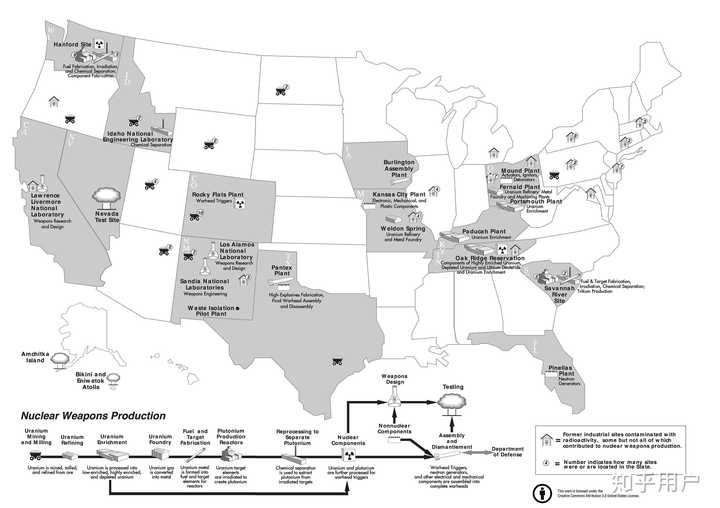 Hanford Site
Fuel Fabrication, Irradiation,
and Chemical Separation,
Component Fabrication
Idaho National
Engineering Laboratory
Chemical Separation
Lawrence
Livermore
National
Laboratory
Weapons Research
and Design
Nevada
Test Site
Rocky Flats Plant
Warhead Triggers
Los Alamos
National
Laboratory
Weapons Research
and Design
Sandia National
Laboratories
Weapons Engineering
Waste Isolation
Pilot Plant
Pantex
Plant
High Explosives Fabrication,
Final Warhead Assembly
and Disassembly
Burlington
Assembly
Plant
Kansas City Plant
Electronic, Mechanical, and
Plastic Components
Weldon Spring
Uranium Refinery
and Metal Foundry
Mound Plant
Actuators, Ignitors,
Detonators
Fernald Plant
Uranium Refinery: Metal
Foundry and Machining Plants
Portsmouth Plant
Uranium
Enrichment
Paducah Plant
Uranium Enrichment
Oak Ridge Reservation
Components of Highly Enriched Uranium,
Depleted Uranium and Lithium Deuteride
and Uranium Enrichment
Savannah
River
Site
Fuel & Target Fabrication,
Irradiation, Chemical Separation,
Tritium Production
Pinellas
Plant
Neutron
Generators
Amchitka
Island
Bikini and
Eniwetok
Atolls
Nuclear Weapons Production
Uranium
Mining
and Milling
Uranium
Refining
Uranium is mined, milled,
and refined from ore
Uranium
Enrichment
Uranium is processed into
low-enriched, highly enriched,
and depleted uranium
Uranium
Foundry
Uranium gas is
converted into
metal
Fuel and
Target
Fabrication
Uranium metal
is formed into
fuel and target
elements for
reactors
Plutonium
Production
Reactors
Uranium target
elements
are irradiated to
create plutonium
Reprocessing to
Separate
Plutonium
Chemical separation
is used to extract
plutonium from
irradiated targets
Nuclear
Components
Uranium and plutonium
further processed for
warhead triggers
Weapons
Design
Nonnuclear
Components
Testing
Assembly
and
Dismantlement
Warhead Triggers,
neutron generators,
and other electrical and mechanical
components are assembled into
complete warheads
Department of
Defense
Former industrial sites contaminated with
radioactivity, some but not all of which
contributed to nuclear weapons production.
Number indicates how many sites
were or are located in the State.
This work is licensed under the
Creative Commons Attribution 3.0 United States License.
知乎用户